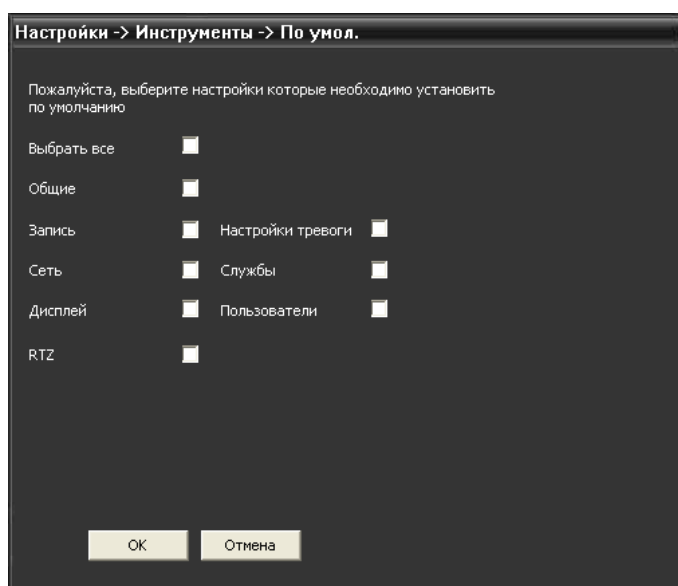 Настройки -> Инструменты -> По умол.
Пожалуйста, выберите настройки которые необходимо установить
по умолчанию
Выбрать все
Общие
Запись Настройки тревоги
Сеть Службы
Дисплей Пользователи
RTZ
OK Отмена